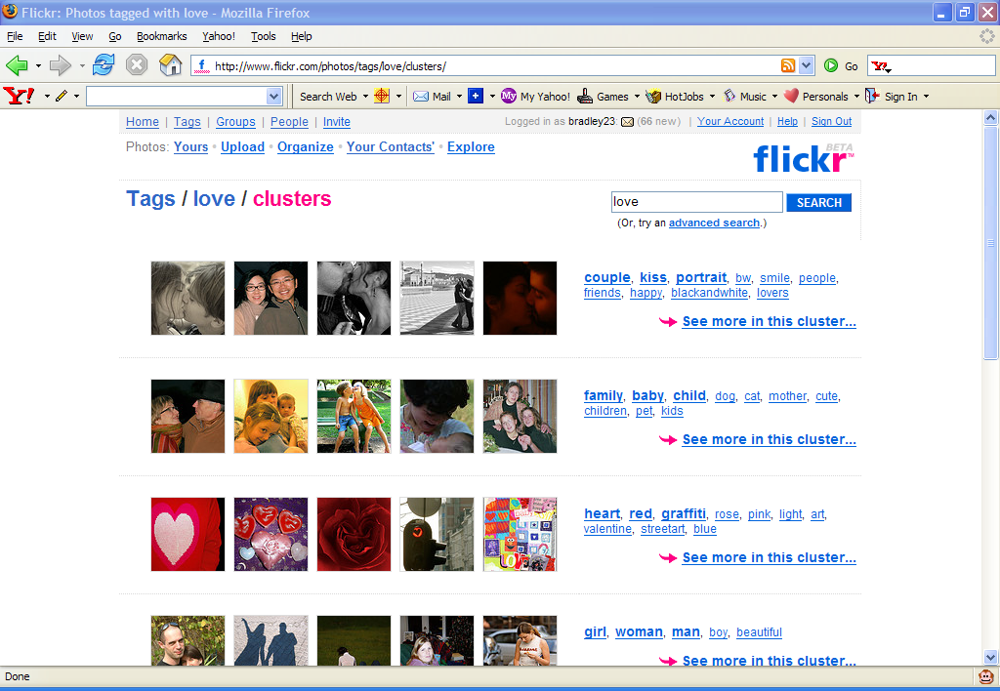 Flickr: Photos tagged with love - Mozilla Firefox
File Edit View Go Bookmarks Yahoo! Tools Help
http://www.flickr.com/photos/tags/love/clusters/ Go Y!
Y! Search Web Mail My Yahoo! Games HotJobs Music Personals Sign In
Home | Tags | Groups | People | Invite
Logged in as bradley23: (66 new) | Your Account | Help | Sign Out
Photos: Yours • Upload • Organize • Your Contacts' • Explore
flickr BETA ™
Tags / love / clusters
love SEARCH
(Or, try an advanced search.)
couple, kiss, portrait, bw, smile, people,
friends, happy, blackandwhite, lovers
See more in this cluster...
family, baby, child, dog, cat, mother, cute,
children, pet, kids
See more in this cluster...
heart, red, graffiti, rose, pink, light, art,
valentine, streetart, blue
See more in this cluster...
girl, woman, man, boy, beautiful
See more in this cluster...
Done